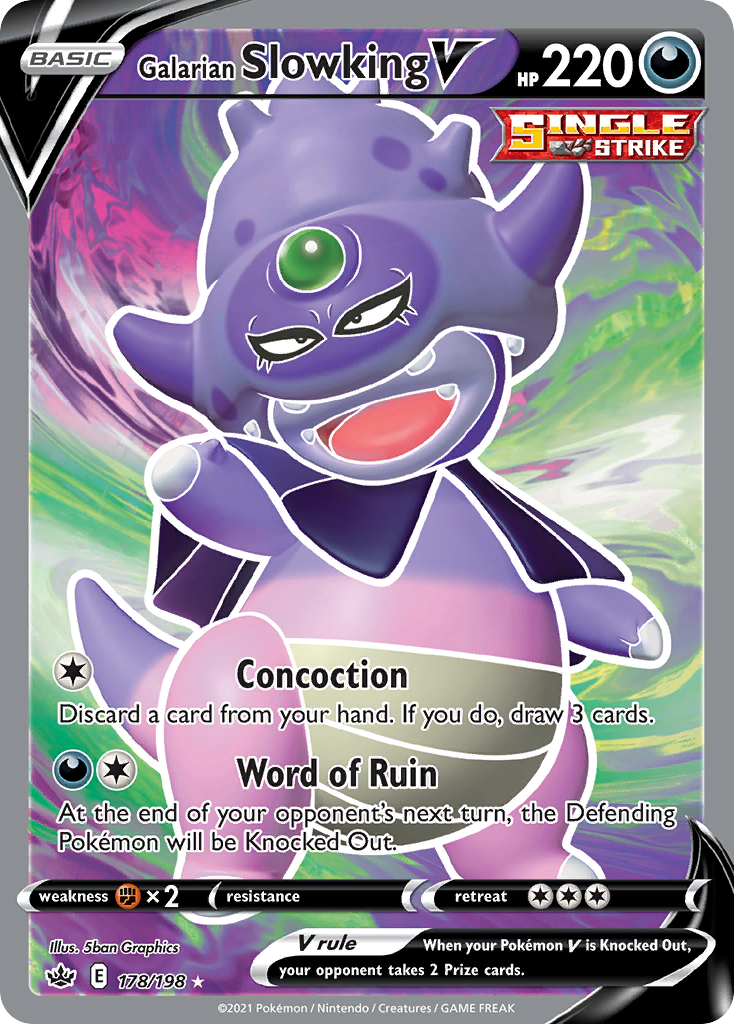 BASIC
Galarian Slowking V
HP 220
SINGLE
STRIKE
Concoction
Discard a card from your hand. If you do, draw 3 cards.
Word of Ruin
At the end of your opponent's next turn, the Defending
Pokémon will be Knocked Out.
weakness ×2 resistance retreat
Illus. 5ban Graphics
V rule
When your Pokémon V is Knocked Out,
your opponent takes 2 Prize cards.
E 178/198 ★
©2021 Pokémon / Nintendo / Creatures / GAME FREAK